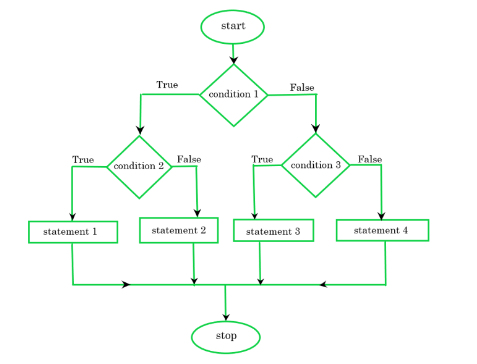 start
condition 1
True
False
condition 2
condition 3
True
False
True
False
statement 1
statement 2
statement 3
statement 4
stop